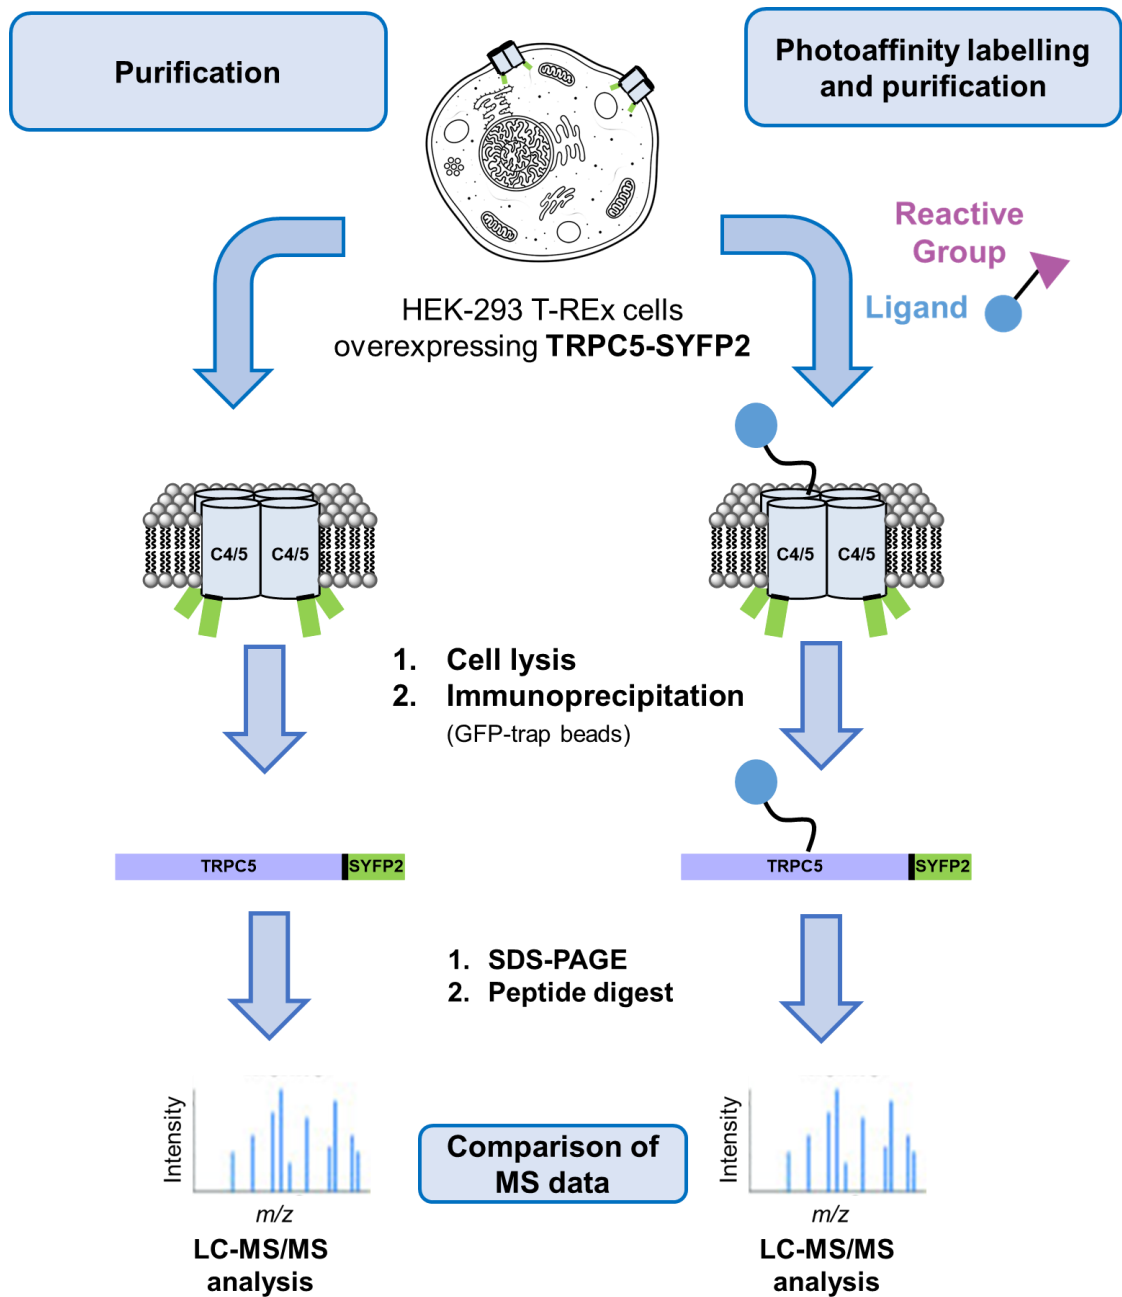 Purification
Photoaffinity labelling
and purification
Reactive
Group
Ligand
HEK-293 T-REx cells
overexpressing TRPC5-SYFP2
C4/5 C4/5
C4/5 C4/5
1. Cell lysis
2. Immunoprecipitation
(GFP-trap beads)
TRPC5 SYFP2
TRPC5 SYFP2
1. SDS-PAGE
2. Peptide digest
Intensity
m/z
LC-MS/MS
analysis
Comparison of
MS data
Intensity
m/z
LC-MS/MS
analysis